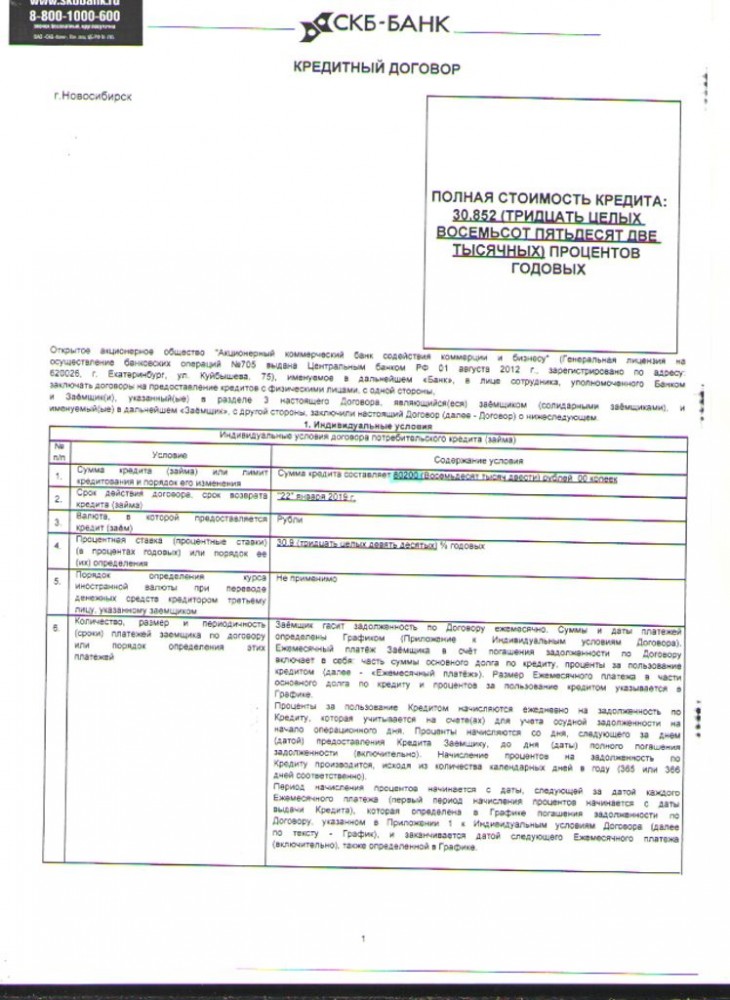 www.skbbank.ru
8-800-1000-600
СКБ-БАНК
КРЕДИТНЫЙ ДОГОВОР
г.Новосибирск
ПОЛНАЯ СТОИМОСТЬ КРЕДИТА:
30.852 (ТРИДЦАТЬ ЦЕЛЫХ
ВОСЕМЬСОТ ПЯТЬДЕСЯТ ДВЕ
ТЫСЯЧНЫХ) ПРОЦЕНТОВ
ГОДОВЫХ
Открытое акционерное общество "Акционерный коммерческий банк содействия коммерции и бизнесу" (Генеральная лицензия на
осуществление банковских операций №705 выдана Центральным банком РФ 01 августа 2012 г., зарегистрировано по адресу:
620026, г. Екатеринбург, ул. Куйбышева, 75), именуемое в дальнейшем «Банк», в лице сотрудника, уполномоченного Банком
заключать договоры на предоставление кредитов с физическими лицами, с одной стороны,
и Заёмщик(и), указанный(ые) в разделе 3 настоящего Договора, являющийся(еся) заёмщиком (солидарными заёмщиками), и
именуемый(ые) в дальнейшем «Заёмщик», с другой стороны, заключили настоящий Договор (далее - Договор) о нижеследующем.
1. Индивидуальные условия
Индивидуальные условия договора потребительского кредита (займа)
№
п/п
Условие
Содержание условия
1.
Сумма кредита (займа) или лимит
кредитования и порядок его изменения
Сумма кредита составляет 80200 (Восемьдесят тысяч двести) рублей 00 копеек
2.
Срок действия договора, срок возврата
кредита (займа)
"22" января 2019 г.
3.
Валюта, в которой предоставляется
кредит (заём)
Рубли
4.
Процентная ставка (процентные ставки)
(в процентах годовых) или порядок ее
(их) определения
30.9 (тридцать целых девять десятых) % годовых
5.
Порядок определения курса
иностранной валюты при переводе
денежных средств кредитором третьему
лицу, указанному заемщиком
Не применимо
6.
Количество, размер и периодичность
(сроки) платежей заемщика по договору
или порядок определения этих
платежей
Заёмщик гасит задолженность по Договору ежемесячно. Суммы и даты платежей
определены Графиком (Приложение к Индивидуальным условиям Договора).
Ежемесячный платёж Заёмщика в счёт погашения задолженности по Договору
включает в себя: часть суммы основного долга по кредиту, проценты за пользование
кредитом (далее - «Ежемесячный платёж»). Размер Ежемесячного платежа в части
основного долга по кредиту и процентов за пользование кредитом указывается в
Графике.
Проценты за пользование Кредитом начисляются ежедневно на задолженность по
Кредиту, которая учитывается на счете(ах) для учета ссудной задолженности на
начало операционного дня. Проценты начисляются со дня, следующего за днем
(датой) предоставления Кредита Заемщику, до дня (даты) полного погашения
задолженности (включительно). Начисление процентов на задолженность по
Кредиту производится, исходя из количества календарных дней в году (365 или 366
дней соответственно).
Период начисления процентов начинается с даты, следующей за датой каждого
Ежемесячного платежа (первый период начисления процентов начинается с даты
выдачи Кредита), которая определена в Графике погашения задолженности по
Договору, указанном в Приложении 1 к Индивидуальным условиям Договора (далее
по тексту - График), и заканчивается датой следующего Ежемесячного платежа
(включительно), также определенной в Графике.
1